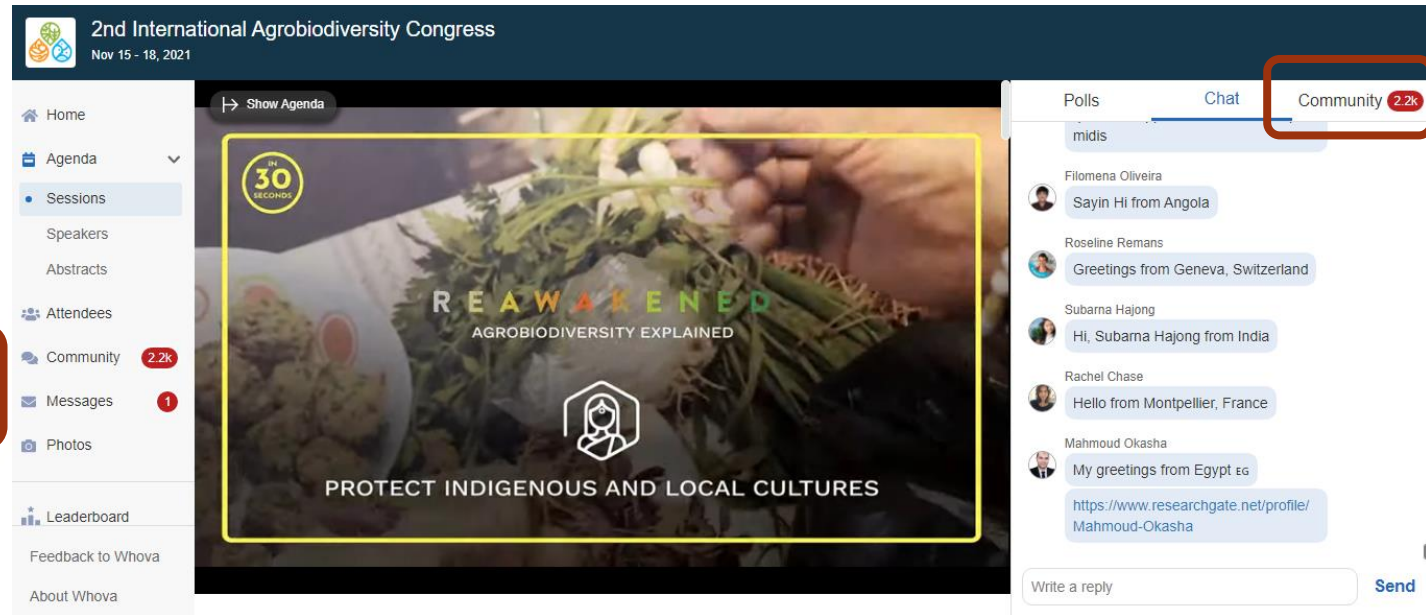 2nd International Agrobiodiversity Congress
Nov 15 - 18, 2021
Home
Agenda
Sessions
Speakers
Abstracts
Attendees
Community 2.2k
Messages 1
Photos
Leaderboard
Feedback to Whova
About Whova
Show Agenda
IN
30
SECONDS
REAWAKENED
AGROBIODIVERSITY EXPLAINED
PROTECT INDIGENOUS AND LOCAL CULTURES
Polls Chat Community 2.2k
midis
Filomena Oliveira
Sayin Hi from Angola
Roseline Remans
Greetings from Geneva, Switzerland
Subarna Hajong
Hi, Subarna Hajong from India
Rachel Chase
Hello from Montpellier, France
Mahmoud Okasha
My greetings from Egypt EG
https://www.researchgate.net/profile/
Mahmoud-Okasha
Write a reply Send